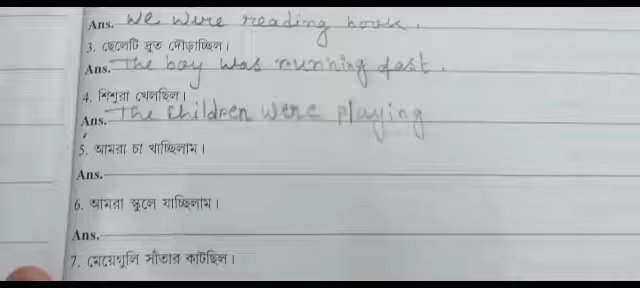 Ans. We were reading book.
3. ছেলেটি দ্রুত দৌড়াচ্ছিল।
Ans. The boy was running fast.
4. শিশুরা খেলছিল।
Ans. The children were playing
5. আমরা চা খাচ্ছিলাম।
Ans.
6. আমরা স্কুলে যাচ্ছিলাম।
Ans.
7. মেয়েগুলি সাঁতার কাটছিল।